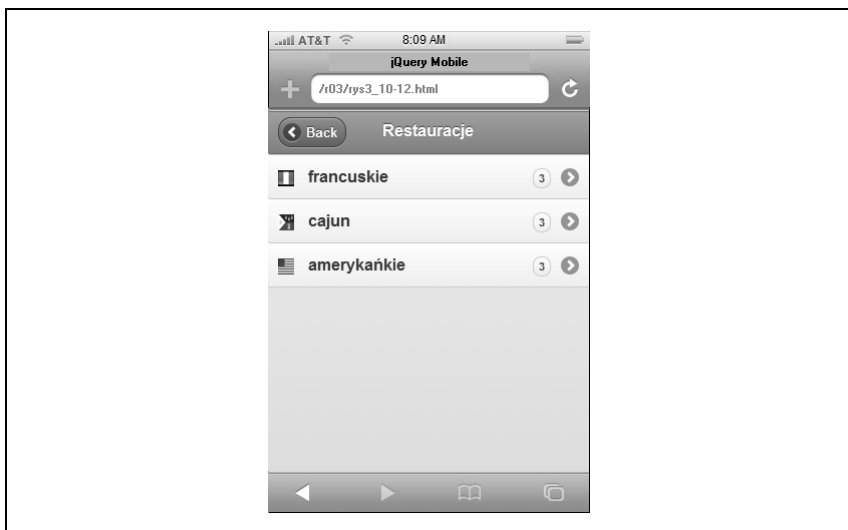 AT&T 8:09 AM
jQuery Mobile
/r03/rys3_10-12.html
Back Restauracje
francuskie 3
cajun 3
amerykańkie 3